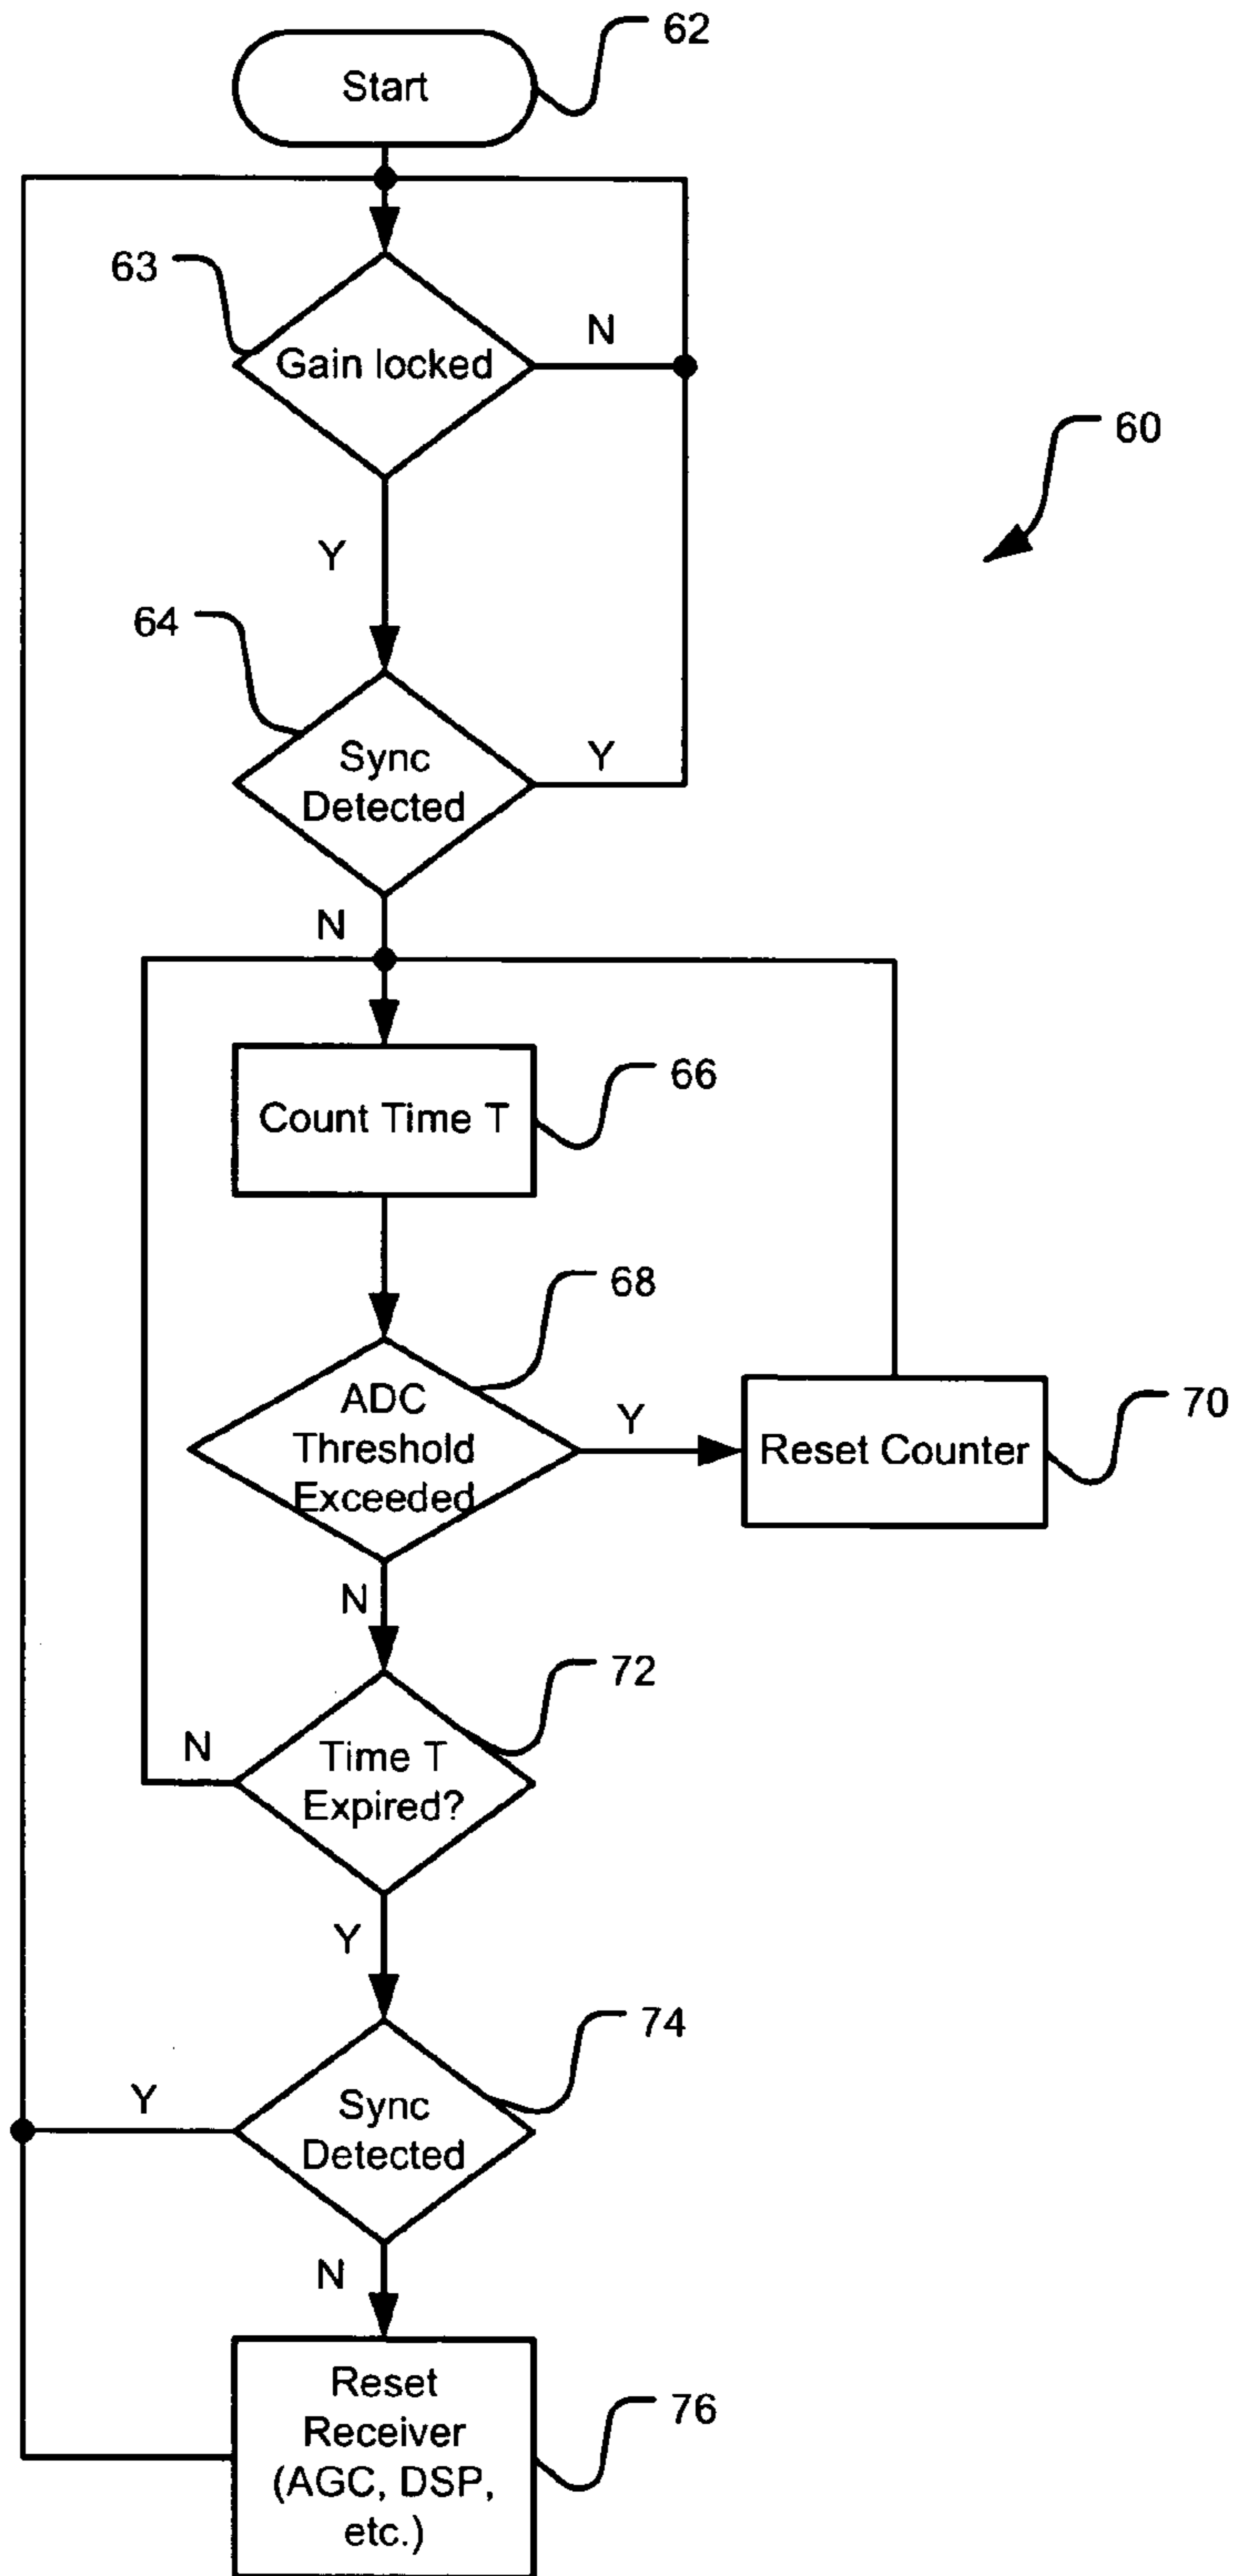 62
Start
63
Gain locked
N
60
Y
64
Sync
Detected
Y
N
66
Count Time T
68
ADC
Threshold
Exceeded
Y
70
Reset Counter
N
72
N
Time T
Expired?
Y
74
Y
Sync
Detected
N
Reset
Receiver
(AGC, DSP,
etc.)
76